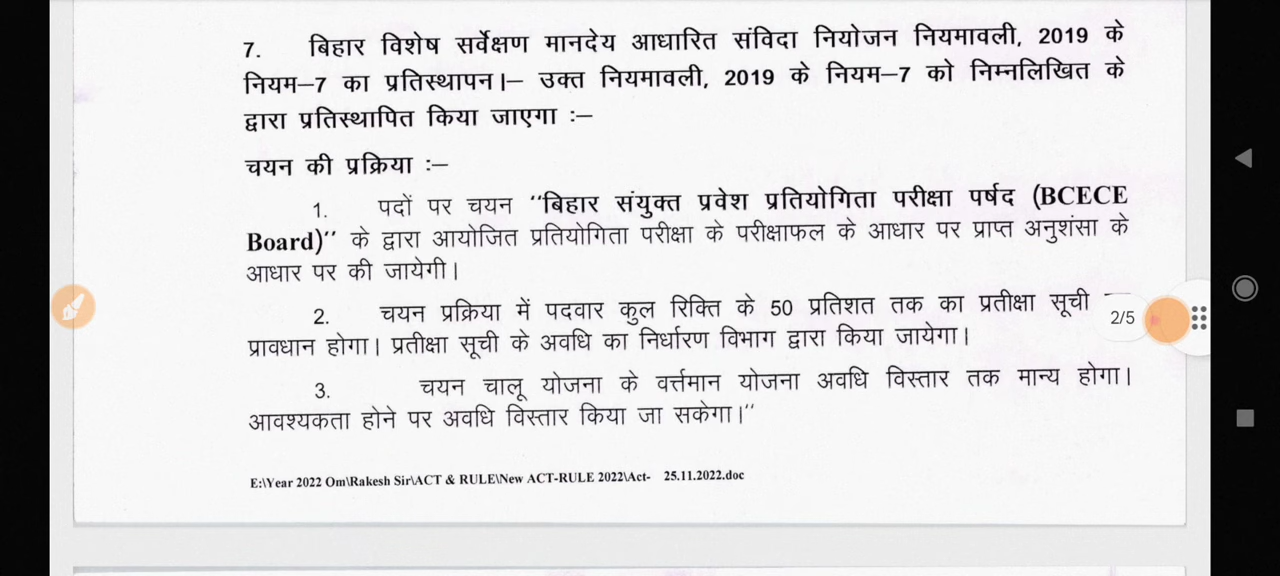 7. बिहार विशेष सर्वेक्षण मानदेय आधारित संविदा नियोजन नियमावली, 2019 के
नियम–7 का प्रतिस्थापन।– उक्त नियमावली, 2019 के नियम–7 को निम्नलिखित के
द्वारा प्रतिस्थापित किया जाएगा :–
चयन की प्रक्रिया :–
1. पदों पर चयन ''बिहार संयुक्त प्रवेश प्रतियोगिता परीक्षा पर्षद (BCECE
Board)'' के द्वारा आयोजित प्रतियोगिता परीक्षा के परीक्षाफल के आधार पर प्राप्त अनुशंसा के
आधार पर की जायेगी।
2. चयन प्रक्रिया में पदवार कुल रिक्ति के 50 प्रतिशत तक का प्रतीक्षा सूची
2/5
प्रावधान होगा। प्रतीक्षा सूची के अवधि का निर्धारण विभाग द्वारा किया जायेगा।
3. चयन चालू योजना के वर्त्तमान योजना अवधि विस्तार तक मान्य होगा।
आवश्यकता होने पर अवधि विस्तार किया जा सकेगा।''
E:\Year 2022 Om\Rakesh Sir\ACT & RULE\New ACT-RULE 2022\Act- 25.11.2022.doc